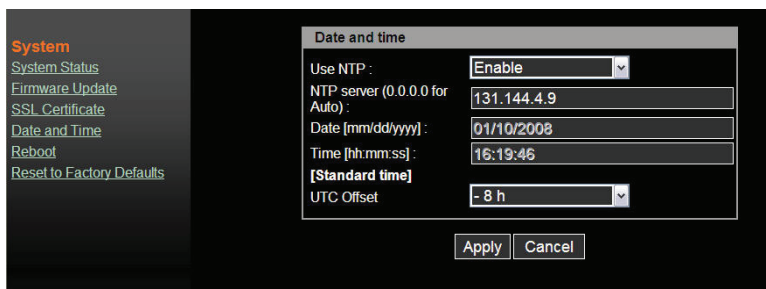 System
System Status
Firmware Update
SSL Certificate
Date and Time
Reboot
Reset to Factory Defaults
Date and time
Use NTP : Enable
NTP server (0.0.0.0 for
Auto) : 131.144.4.9
Date [mm/dd/yyyy] : 01/10/2008
Time [hh:mm:ss] : 16:19:46
[Standard time]
UTC Offset - 8 h
Apply Cancel